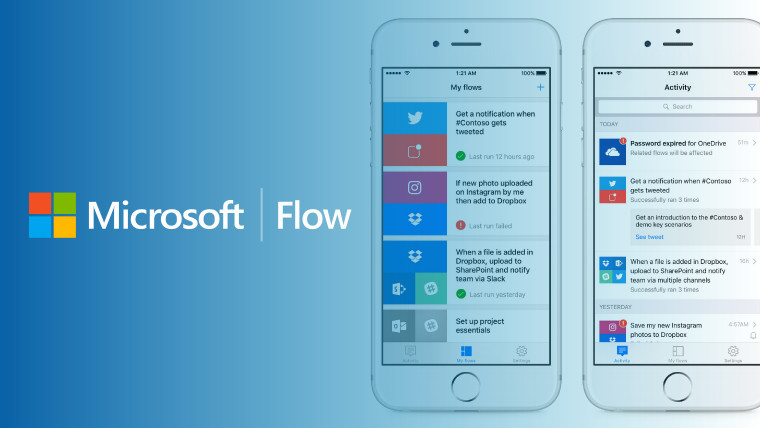 Microsoft | Flow
1:21 AM
100%
My flows
+
Get a notification when
#Contoso gets
tweeted
Last run 12 hours ago
If new photo uploaded
on instagram by me
then add to Dropbox
Last run failed
When a file is added in
Dropbox, upload to
SharePoint and notify
team via Slack
Last run yesterday
Set up project
essentials
Activity
My Flows
Settings
1:21 AM
100%
Activity
Search
TODAY
Password expired for OneDrive
Related flows will be affected
Get a notification when #Contoso
gets tweeted
12h
Successfully ran 3 times
Get an introduction to the #Contoso &
demo key scenarios
See tweet
When a file is added in Dropbox,
upload to SharePoint and notify
team via multiple channels
Successfully ran 3 times
YESTERDAY
Save my new Instagram
photos to Dropbox
4:57AM
Activity
My Flows
Settings